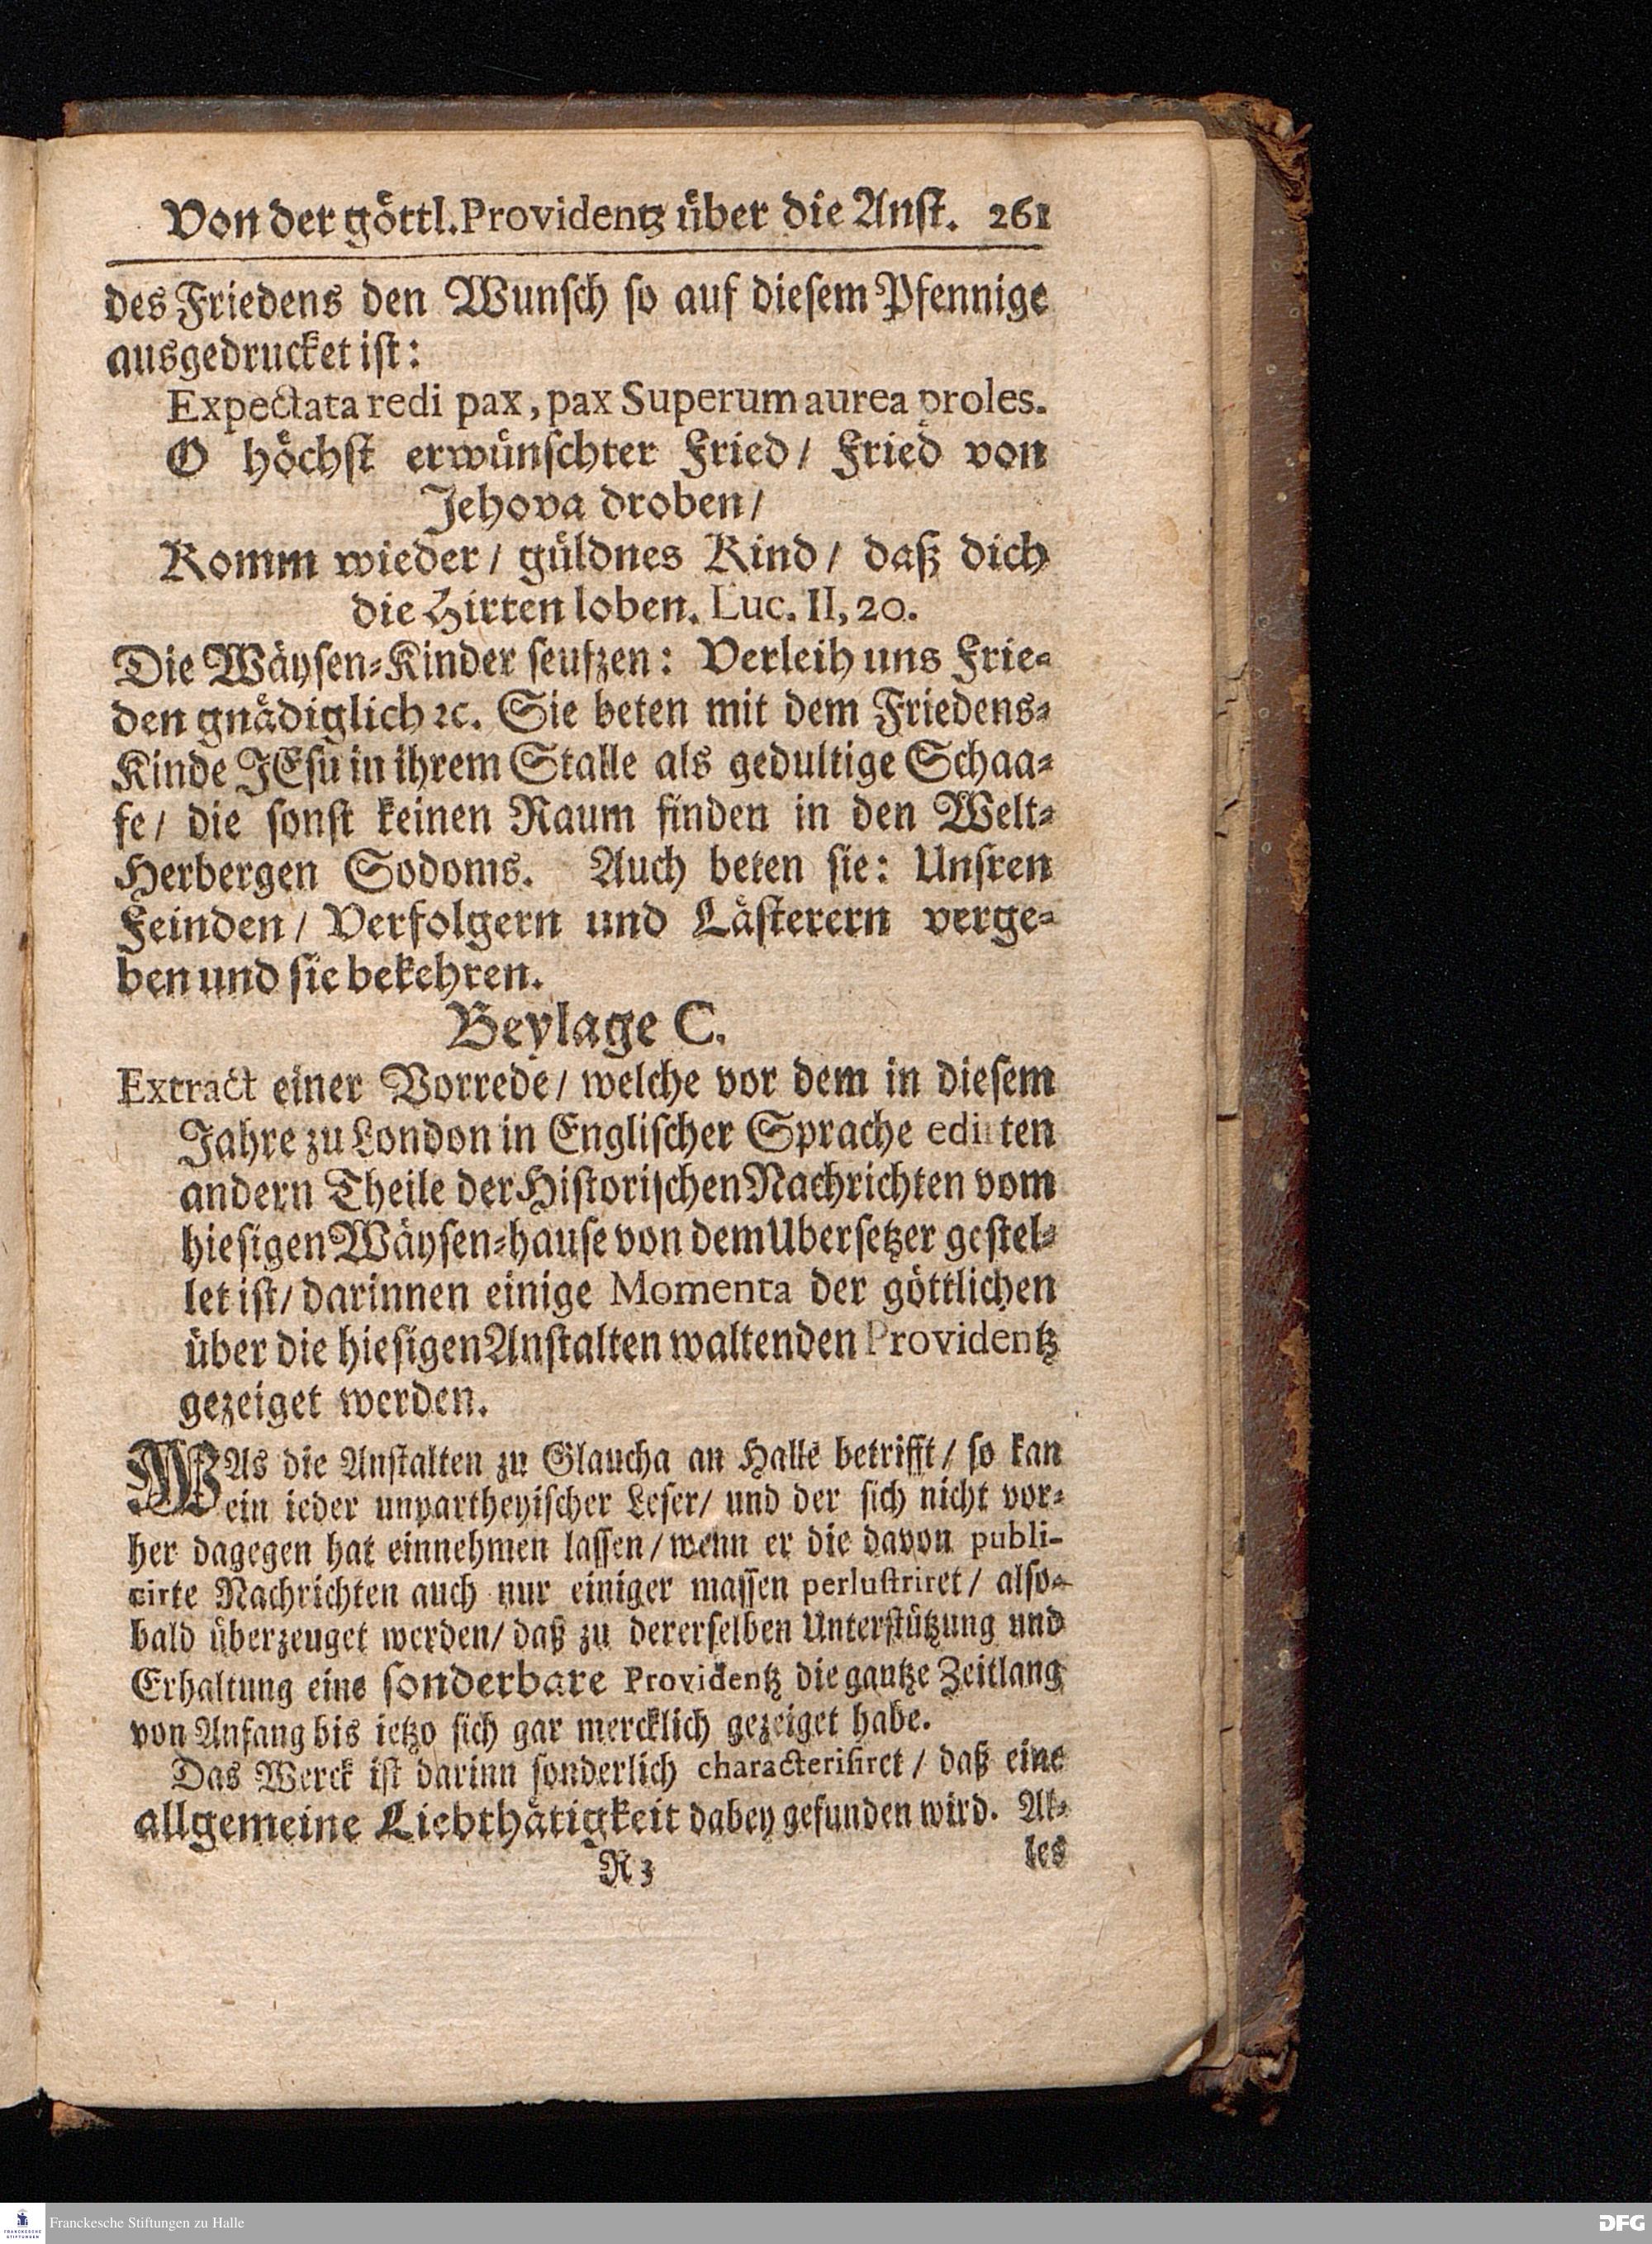 Von der göttl. Providentz über die Anst. 261
des Friedens den Wunsch so auf diesem Pfennige
ausgedrucket ist:
Expectata redi pax, pax Superum aurea proles.
O höchst erwünschter Fried/ Fried von
Jehova droben/
Komm wieder/ güldnes Kind/ daß dich
die Hirten loben. Luc. II, 20.
Die Wäysen-Kinder seufzen: Verleih uns Frie-
den gnädiglich ꝛc. Sie beten mit dem Friedens-
Kinde JEsu in ihrem Stalle als gedultige Schaa-
fe/ die sonst keinen Raum finden in den Welt-
Herbergen Sodoms. Auch beten sie: Unsren
Feinden/ Verfolgern und Lästerern verge-
ben und sie bekehren.
Beylage C.
Extract einer Vorrede/ welche vor dem in diesem
Jahre zu London in Englischer Sprache edirten
andern Theile der Historischen Nachrichten vom
hiesigen Wäysen-hause von dem Ubersetzer gestel-
let ist/ darinnen einige Momenta der göttlichen
über die hiesigen Anstalten waltenden Providentz
gezeiget werden.
WAs die Anstalten zu Glaucha an Halle betrifft/ so kan
ein ieder unpartheyischer Leser/ und der sich nicht vor-
her dagegen hat einnehmen lassen/ wenn er die davon publi-
cirte Nachrichten auch nur einiger massen perlustriret/ also-
bald überzeuget werden/ daß zu dererselben Unterstützung und
Erhaltung eine sonderbare Providentz die gantze Zeitlang
von Anfang bis ietzo sich gar mercklich gezeiget habe.
Das Werck ist darinn sonderlich characterisiret/ daß eine
allgemeine Liebthätigkeit dabey gefunden wird. Al-
R 3
les
Franckesche Stiftungen zu Halle
DFG